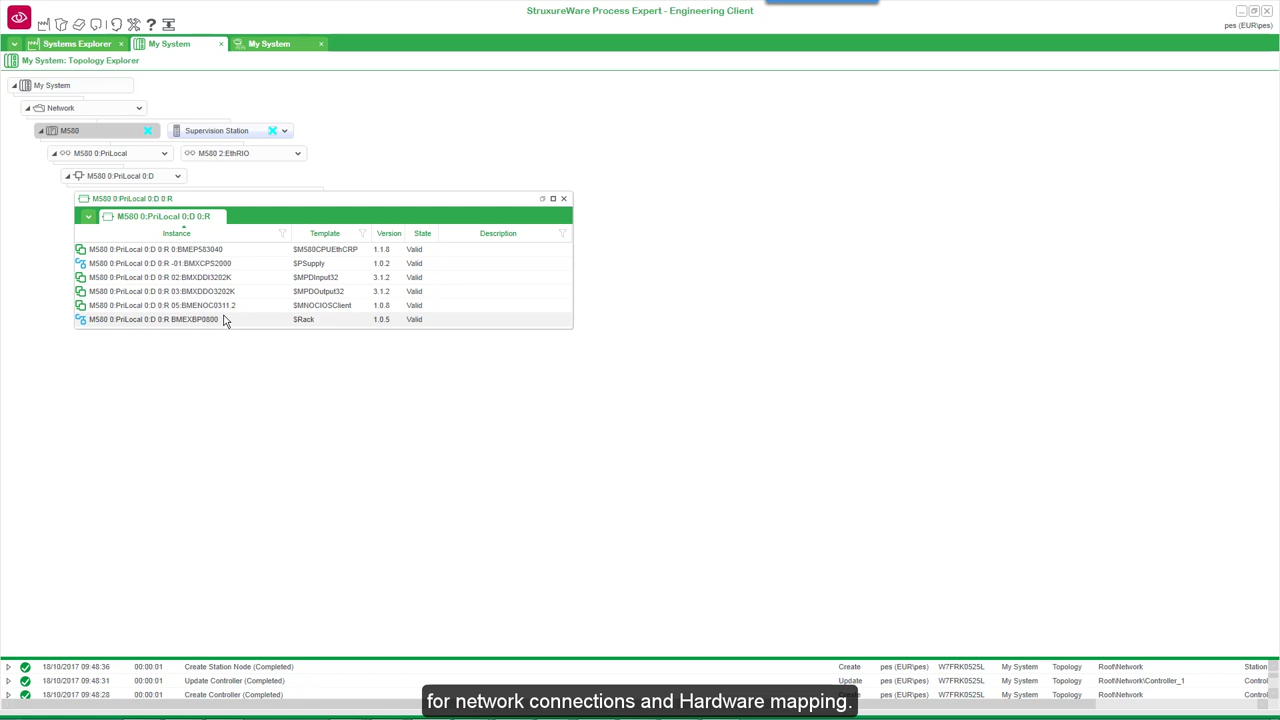 StruxureWare Process Expert - Engineering Client
pes (EUR\pes)
Systems Explorer
My System
My System
My System: Topology Explorer
My System
Network
M580
Supervision Station
M580 0:PriLocal
M580 2:EthRIO
M580 0:PriLocal 0:D
M580 0:PriLocal 0:D 0:R
M580 0:PriLocal 0:D 0:R
Instance Template Version State Description
M580 0:PriLocal 0:D 0:R 0:BMEP583040 $M580CPUEthCRP 1.1.8 Valid
M580 0:PriLocal 0:D 0:R -01:BMXCPS2000 $PSupply 1.0.2 Valid
M580 0:PriLocal 0:D 0:R 02:BMXDDI3202K $MPDInput32 3.1.2 Valid
M580 0:PriLocal 0:D 0:R 03:BMXDDO3202K $MPDOutput32 3.1.2 Valid
M580 0:PriLocal 0:D 0:R 05:BMENOC0311.2 $MNOCIOSClient 1.0.8 Valid
M580 0:PriLocal 0:D 0:R BMEXBP0800 $Rack 1.0.5 Valid
18/10/2017 09:48:36 00:00:01 Create Station Node (Completed) Create pes (EUR\pes) W7FRK0525L My System Topology Root\Network Station
18/10/2017 09:48:31 00:00:01 Update Controller (Completed) Update pes (EUR\pes) W7FRK0525L My System Topology Root\Network\Controller_1 Control
18/10/2017 09:48:28 00:00:01 Create Controller (Completed) Create pes (EUR\pes) W7FRK0525L My System Topology Root\Network Control
for network connections and Hardware mapping.